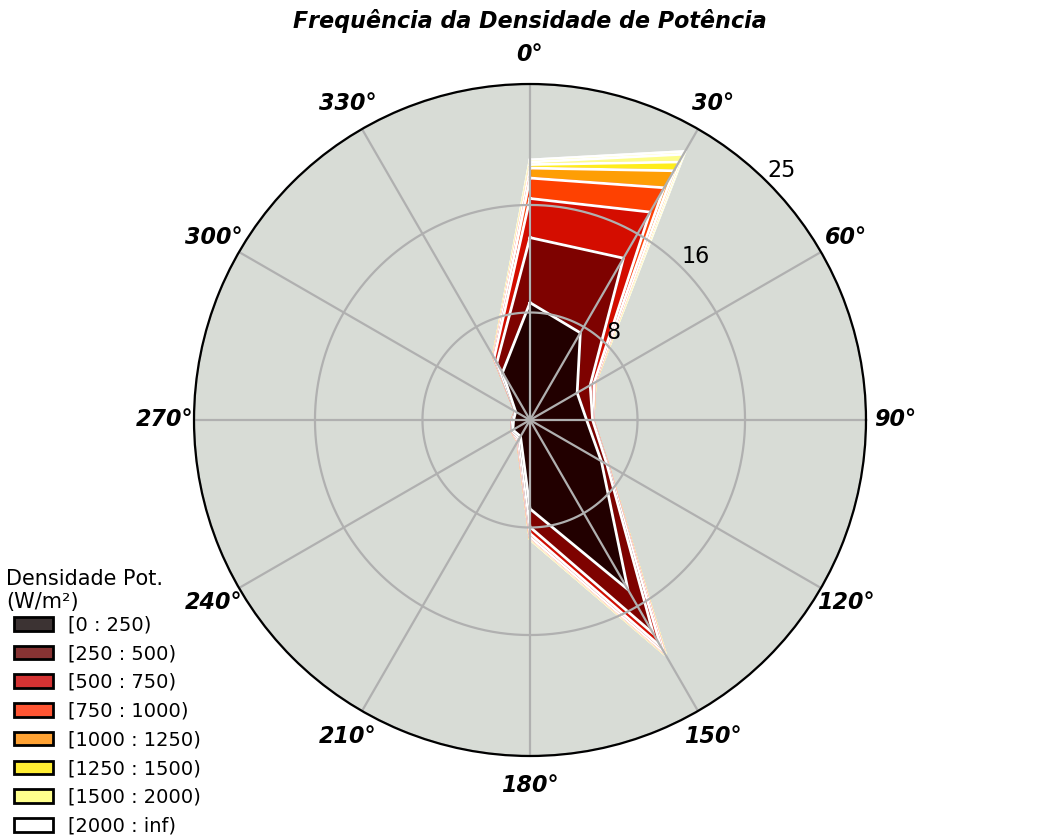 Frequência da Densidade de Potência
0°
330°
30°
25
300°
60°
16
8
270°
90°
240°
120°
210°
150°
180°
Densidade Pot.
(W/m²)
[0 : 250)
[250 : 500)
[500 : 750)
[750 : 1000)
[1000 : 1250)
[1250 : 1500)
[1500 : 2000)
[2000 : inf)